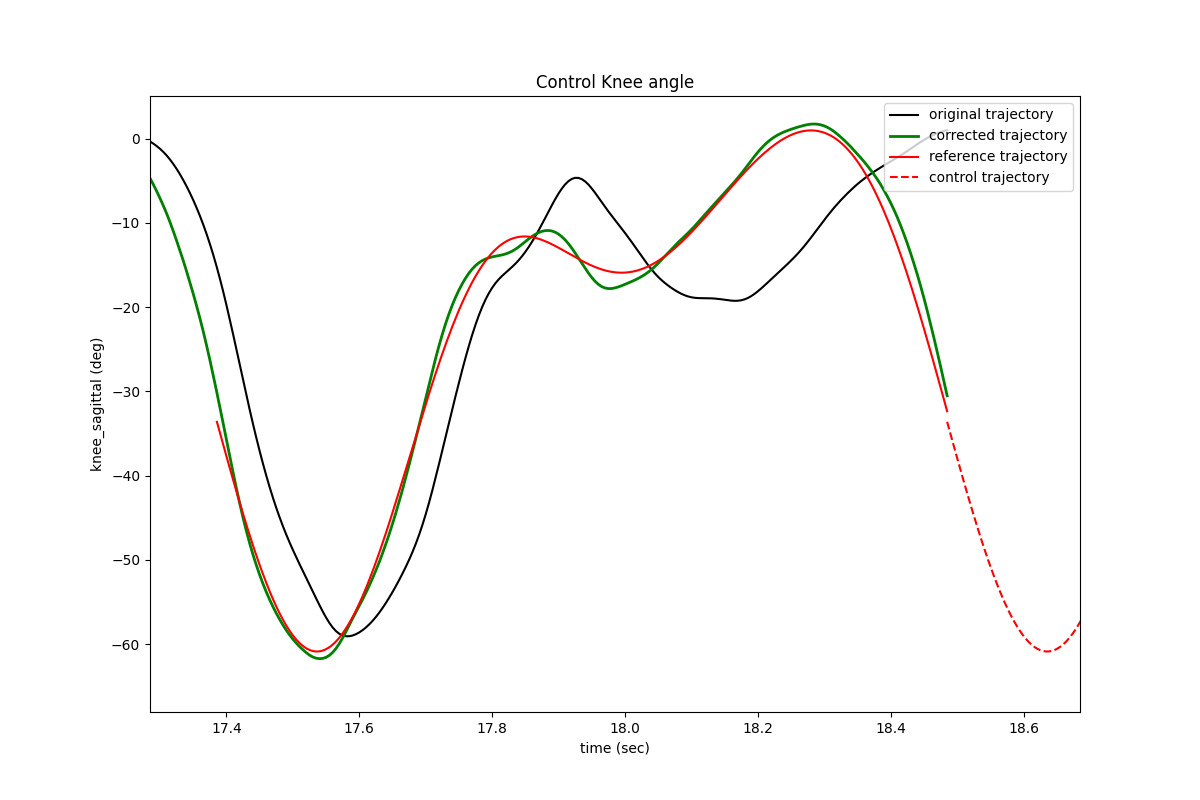 Control Knee angle
original trajectory
corrected trajectory
reference trajectory
control trajectory
knee_sagittal (deg)
0
−10
−20
−30
−40
−50
−60
17.4 17.6 17.8 18.0 18.2 18.4 18.6
time (sec)